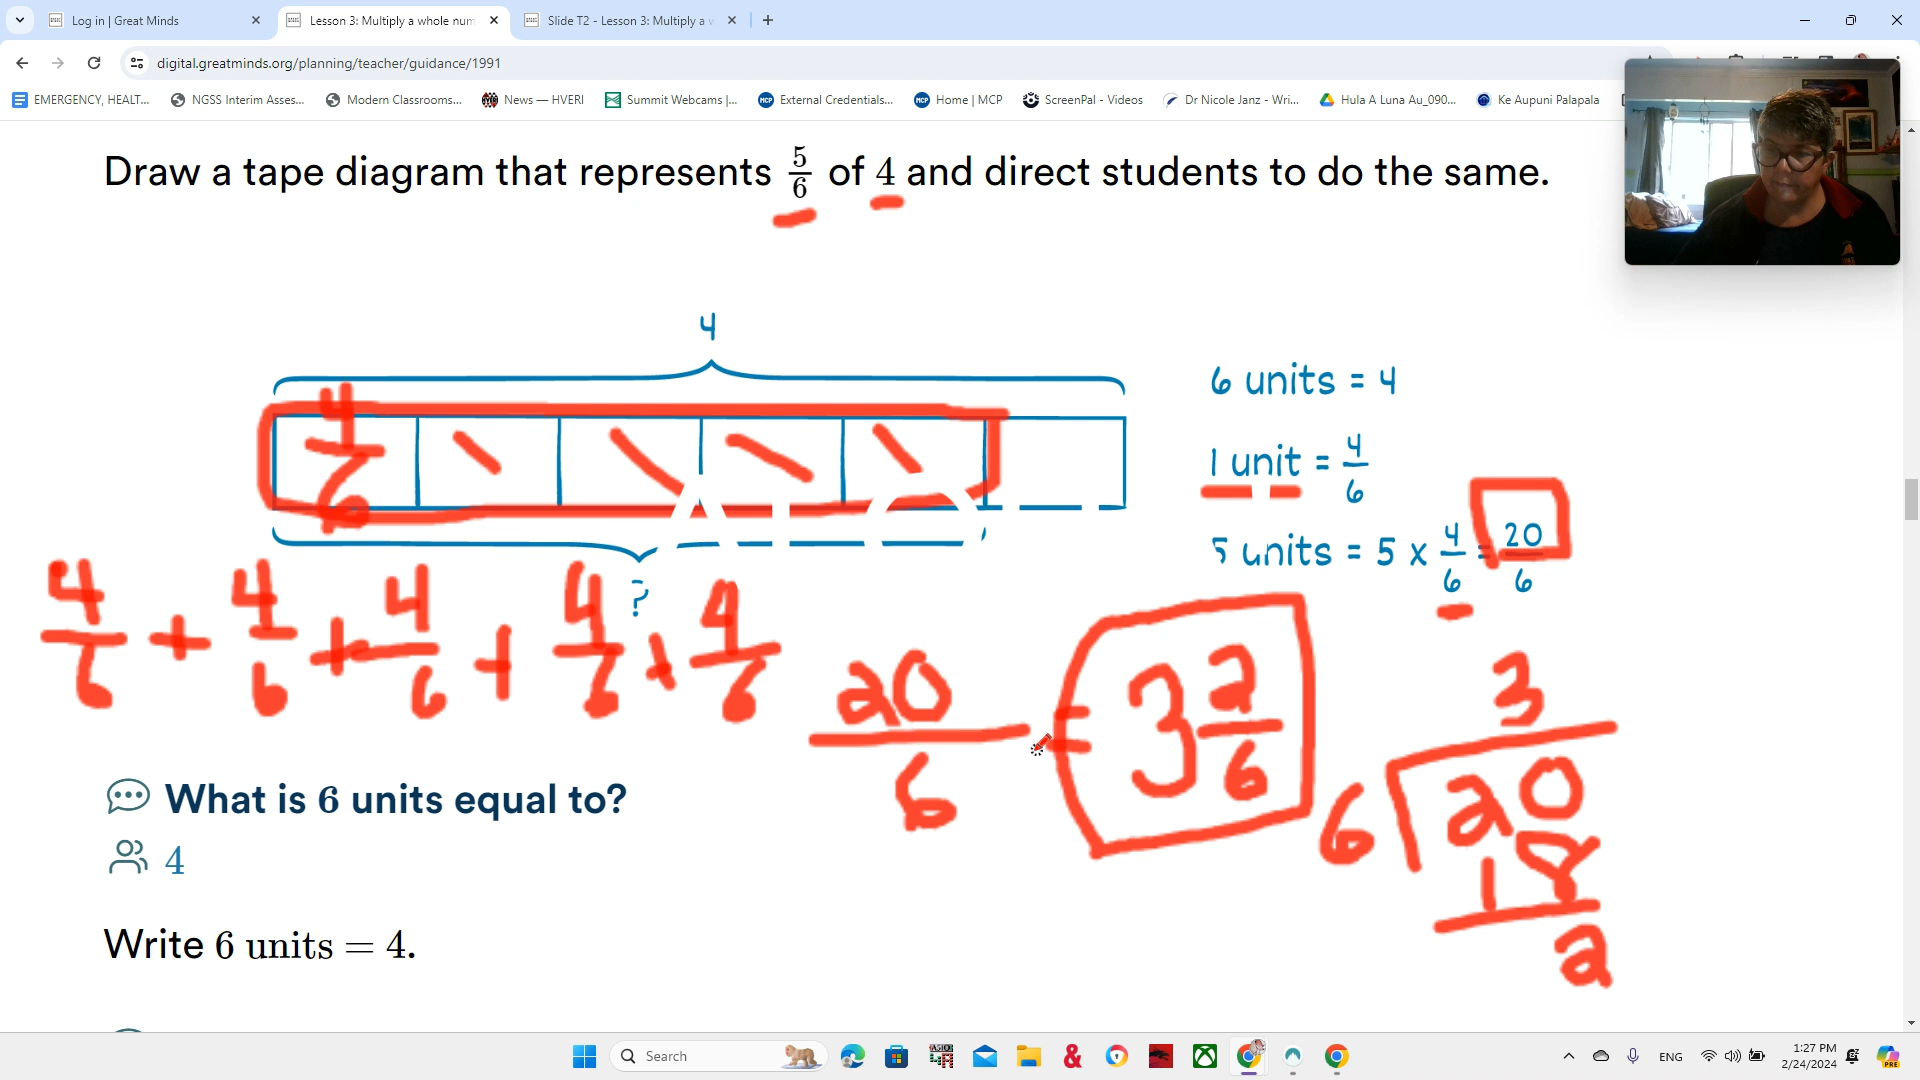 Log in | Great Minds
Lesson 3: Multiply a whole num
Slide T2 - Lesson 3: Multiply a w
digital.greatminds.org/planning/teacher/guidance/1991
EMERGENCY, HEALT... NGSS Interim Asses... Modern Classrooms... News — HVERI Summit Webcams |... External Credentials... Home | MCP ScreenPal - Videos Dr Nicole Janz - Wri... Hula A Luna Au_090... Ke Aupuni Palapala
Draw a tape diagram that represents 5/6 of 4 and direct students to do the same.
4
4/6
?
6 units = 4
1 unit = 4/6
5 units = 5 x 4/6 = 20/6
4/6 + 4/6 + 4/6 + 4/6 + 4/6
20/6 = 3 2/6
3
6 20
18
2
What is 6 units equal to?
4
Write 6 units = 4.
Search
ENG
1:27 PM
2/24/2024